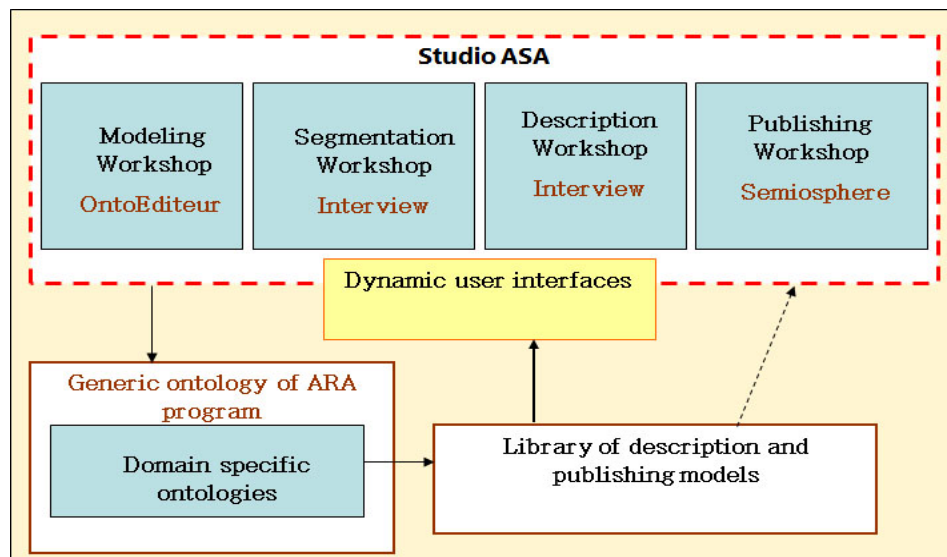 Studio ASA
Modeling
Workshop
OntoEditeur
Segmentation
Workshop
Interview
Description
Workshop
Interview
Publishing
Workshop
Semiosphere
Dynamic user interfaces
Generic ontology of ARA
program
Domain specific
ontologies
Library of description and
publishing models